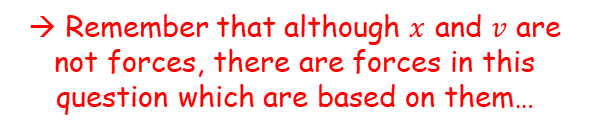 → Remember that although x and v are
not forces, there are forces in this
question which are based on them...